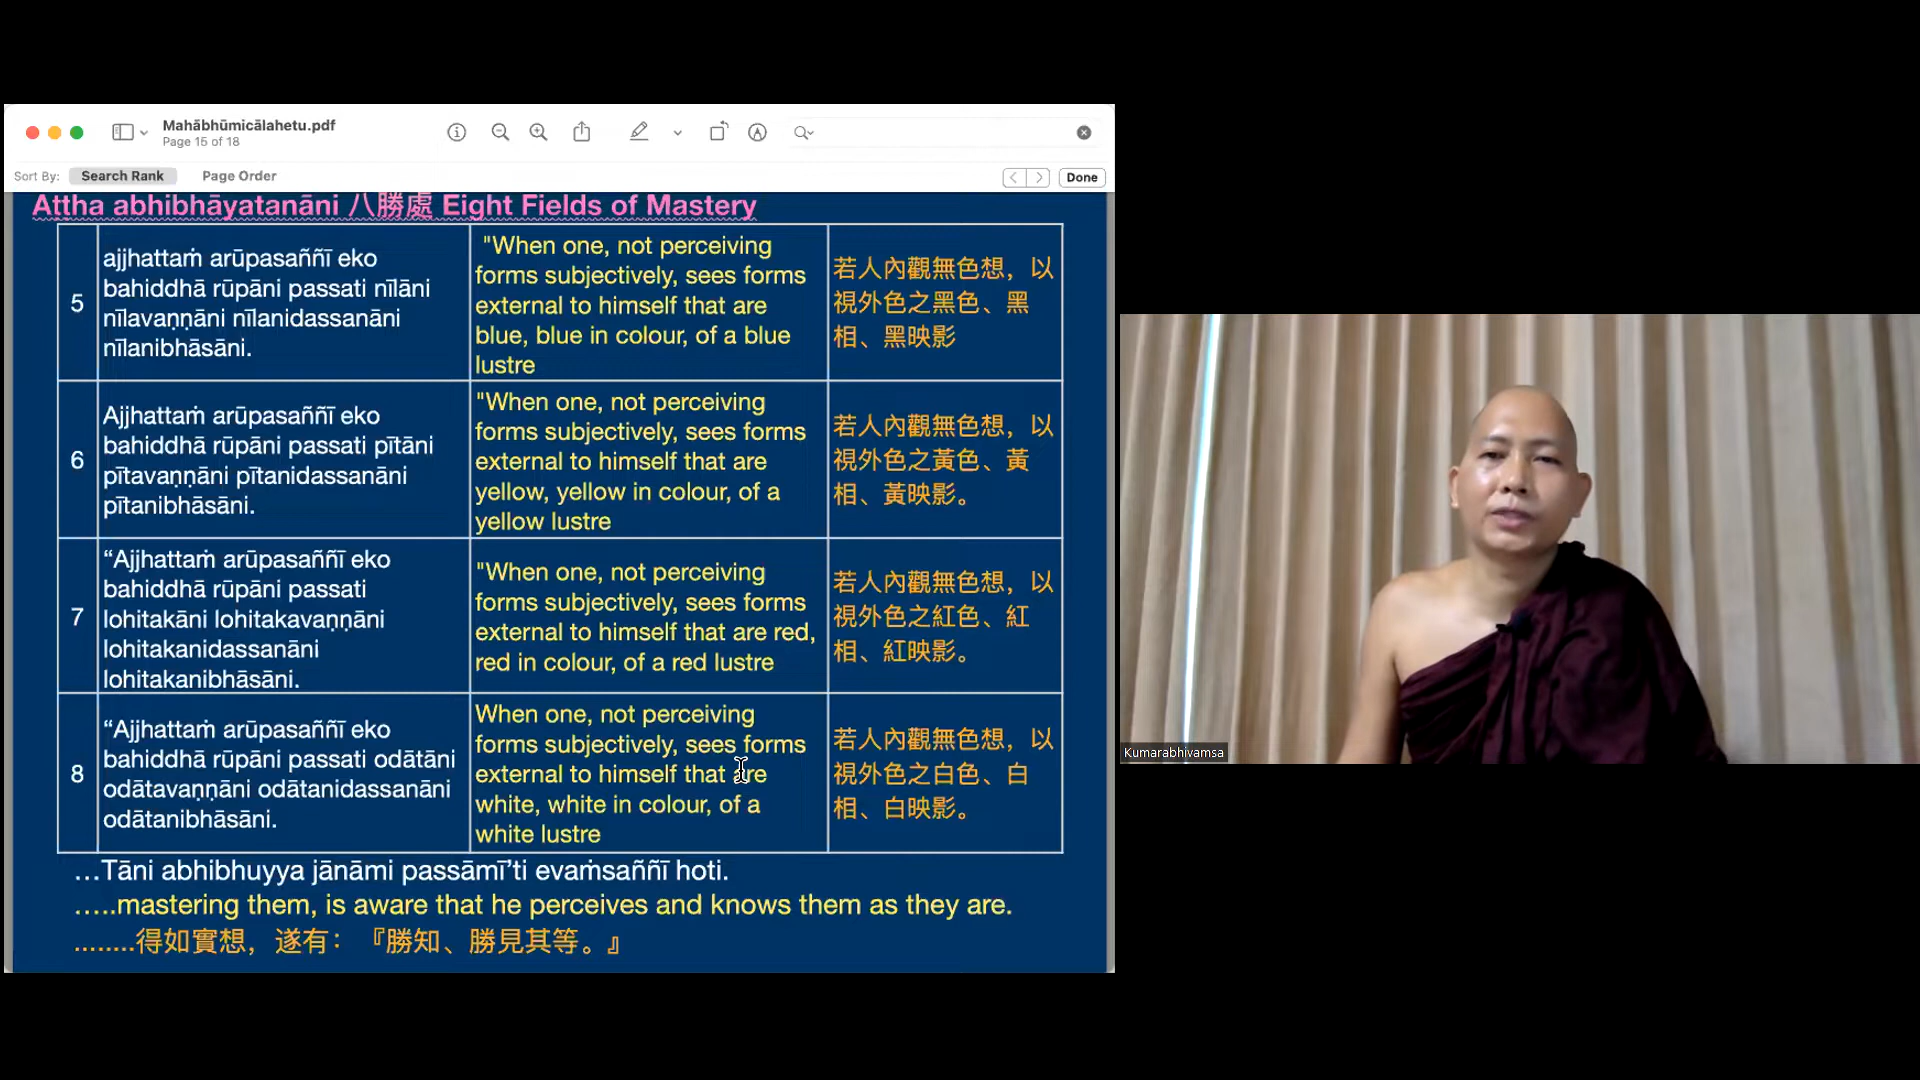 Mahābhūmicālahetu.pdf
Page 15 of 18
Sort By:
Search Rank
Page Order
Done
Aṭṭha abhibhāyatanāni 八勝處 Eight Fields of Mastery
5
ajjhattaṁ arūpasaññī eko
bahiddhā rūpāni passati nīlāni
nīlavaṇṇāni nīlanidassanāni
nīlanibhāsāni.
"When one, not perceiving
forms subjectively, sees forms
external to himself that are
blue, blue in colour, of a blue
lustre
若人內觀無色想，以
視外色之黑色、黑
相、黑映影
6
Ajjhattaṁ arūpasaññī eko
bahiddhā rūpāni passati pītāni
pītavaṇṇāni pītanidassanāni
pītanibhāsāni.
"When one, not perceiving
forms subjectively, sees forms
external to himself that are
yellow, yellow in colour, of a
yellow lustre
若人內觀無色想，以
視外色之黃色、黃
相、黃映影。
7
“Ajjhattaṁ arūpasaññī eko
bahiddhā rūpāni passati
lohitakāni lohitakavaṇṇāni
lohitakanidassanāni
lohitakanibhāsāni.
"When one, not perceiving
forms subjectively, sees forms
external to himself that are red,
red in colour, of a red lustre
若人內觀無色想，以
視外色之紅色、紅
相、紅映影。
8
“Ajjhattaṁ arūpasaññī eko
bahiddhā rūpāni passati odātāni
odātavaṇṇāni odātanidassanāni
odātanibhāsāni.
When one, not perceiving
forms subjectively, sees forms
external to himself that are
white, white in colour, of a
white lustre
若人內觀無色想，以
視外色之白色、白
相、白映影。
…Tāni abhibhuyya jānāmi passāmī’ti evaṁsaññī hoti.
…..mastering them, is aware that he perceives and knows them as they are.
........得如實想，遂有：『勝知、勝見其等。』
Kumarabhivamsa